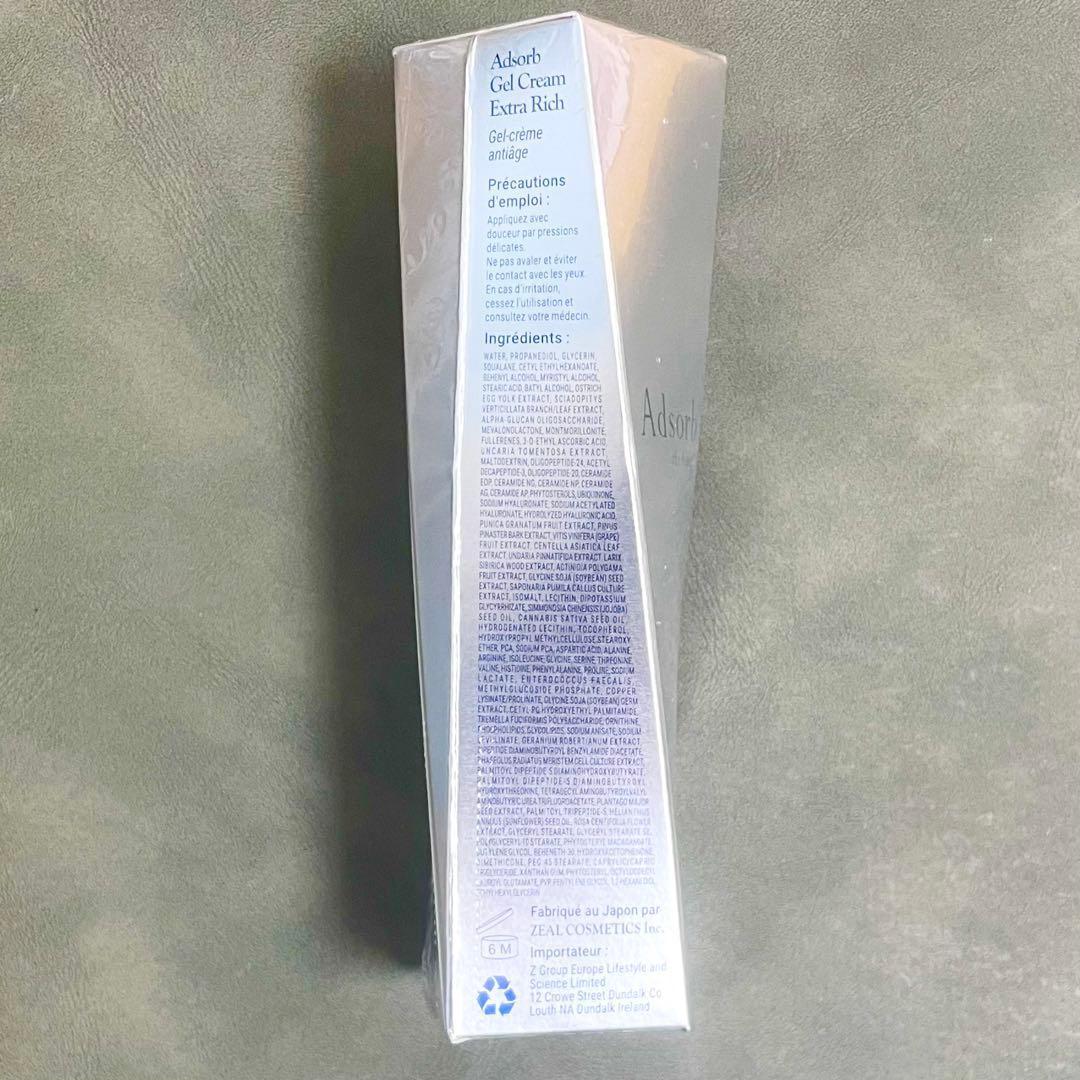 Adsorb
Gel Cream
Extra Rich
Gel-crème
antiâge
Précautions
d'emploi :
Appliquez avec
douceur par pressions
délicates.
Ne pas avaler et éviter
le contact avec les yeux.
En cas d'irritation,
cessez l'utilisation et
consultez votre médecin.
Ingrédients :
WATER, PROPANEDIOL, GLYCERIN,
SQUALANE, CETYL ETHYLHEXANOATE,
BEHENYL ALCOHOL, MYRISTYL ALCOHOL,
STEARIC ACID, BATYL ALCOHOL, OSTRICH
EGG YOLK EXTRACT, SCIADOPITYS
VERTICILLATA BRANCH/LEAF EXTRACT,
ALPHA-GLUCAN OLIGOSACCHARIDE,
MEVALONOLACTONE, MONTMORILLONITE,
FULLERENES, 3-O-ETHYL ASCORBIC ACID,
UNCARIA TOMENTOSA EXTRACT,
MALTODEXTRIN, OLIGOPEPTIDE-24, ACETYL
DECAPEPTIDE-3, OLIGOPEPTIDE-20, CERAMIDE
EOP, CERAMIDE NG, CERAMIDE NP, CERAMIDE
AG, CERAMIDE AP, PHYTOSTEROLS, UBIQUINONE,
SODIUM HYALURONATE, SODIUM ACETYLATED
HYALURONATE, HYDROLYZED HYALURONIC ACID,
PUNICA GRANATUM FRUIT EXTRACT, PINUS
PINASTER BARK EXTRACT, VITIS VINIFERA (GRAPE)
FRUIT EXTRACT, CENTELLA ASIATICA LEAF
EXTRACT, UNDARIA PINNATIFIDA EXTRACT, LARIX
SIBIRICA WOOD EXTRACT, ACTINIDIA POLYGAMA
FRUIT EXTRACT, GLYCINE SOJA (SOYBEAN) SEED
EXTRACT, SAPONARIA PUMILA CALLUS CULTURE
EXTRACT, ISOMALT, LECITHIN, DIPOTASSIUM
GLYCYRRHIZATE, SIMMONDSIA CHINENSIS (JOJOBA)
SEED OIL, CANNABIS SATIVA SEED OIL,
HYDROGENATED LECITHIN, TOCOPHEROL,
HYDROXYPROPYL METHYLCELLULOSE STEAROXY
ETHER, PCA, SODIUM PCA, ASPARTIC ACID, ALANINE,
ARGININE, ISOLEUCINE, GLYCINE, SERINE, THREONINE,
VALINE, HISTIDINE, PHENYLALANINE, PROLINE, SODIUM
LACTATE, ENTEROCOCCUS FAECALIS,
METHYLGLUCOSIDE PHOSPHATE, COPPER
LYSINATE/PROLINATE, GLYCINE SOJA (SOYBEAN) GERM
EXTRACT, CETYL-PG HYDROXYETHYL PALMITAMIDE,
TREMELLA FUCIFORMIS POLYSACCHARIDE, ORNITHINE,
PHOLPHOLIPIDS, GLYCOLIPIDS, SODIUM ANISATE, SODIUM
LEVULINATE, GERANIUM ROBERTIANUM EXTRACT,
DIPEPTIDE DIAMINOBUTYROYL BENZYLAMIDE DIACETATE,
PHASEOLUS RADIATUS MERISTEM CELL CULTURE EXTRACT,
PALMITOYL DIPEPTIDE-5 DIAMINOHYDROXYBUTYRATE,
PALMITOYL DIPEPTIDE-5 DIAMINOBUTYROYL
HYDROXYTHREONINE, TETRADECYL AMINOBUTYROYLVALYL
AMINOBUTYRIC UREA TRIFLUOROACETATE, PLANTAGO MAJOR
SEED EXTRACT, PALMITOYL TRIPEPTIDE-5, HELIANTHUS
ANNUUS (SUNFLOWER) SEED OIL, ROSA CENTIFOLIA FLOWER
EXTRACT, GLYCERYL STEARATE, GLYCERYL STEARATE SE,
POLYGLYCERYL-10 STEARATE, PHYTOSTERYL MACADAMIATE,
BUTYLENE GLYCOL, BEHENETH-30, HYDROXYACETOPHENONE,
DIMETHICONE, PEG-45 STEARATE, CAPRYLIC/CAPRIC
TRIGLYCERIDE, XANTHAN GUM, PHYTOSTERYL/OCTYLDODECYL
LAUROYL GLUTAMATE, PVP, PENTYLENE GLYCOL, 1,2-HEXANEDIOL,
ETHYLHEXYLGLYCERIN
6 M
Fabriqué au Japon par
ZEAL COSMETICS Inc.
Importateur :
Z Group Europe Lifestyle and
Science Limited
12 Crowe Street Dundalk Co
Louth NA Dundalk Ireland
Adsorb